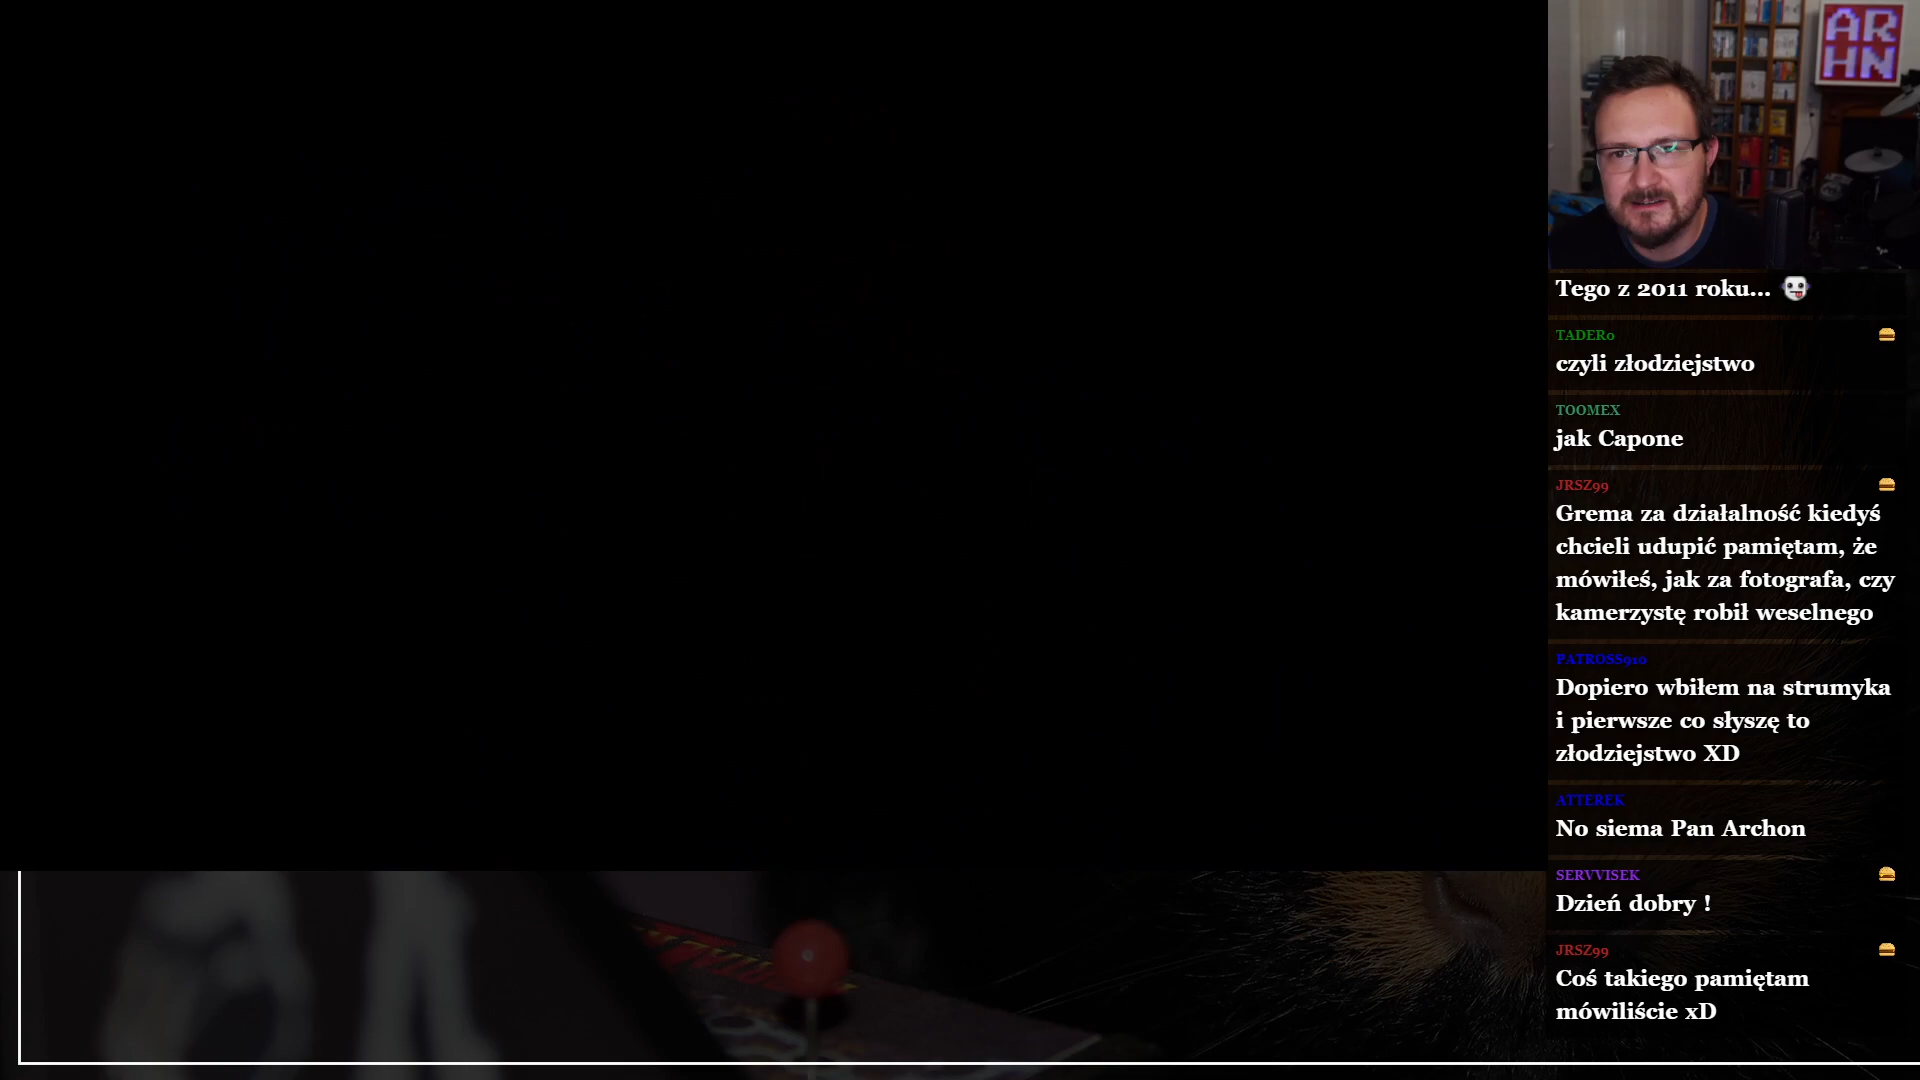 AR
HN
Tego z 2011 roku...
TADER0
czyli złodziejstwo
TOOMEX
jak Capone
JRSZ99
Grema za działalność kiedyś
chcieli udupić pamiętam, że
mówiłeś, jak za fotografa, czy
kamerzystę robił weselnego
PATROSS910
Dopiero wbiłem na strumyka
i pierwsze co słyszę to
złodziejstwo XD
ATTEREK
No siema Pan Archon
SERVVISEK
Dzień dobry !
JRSZ99
Coś takiego pamiętam
mówiliście xD